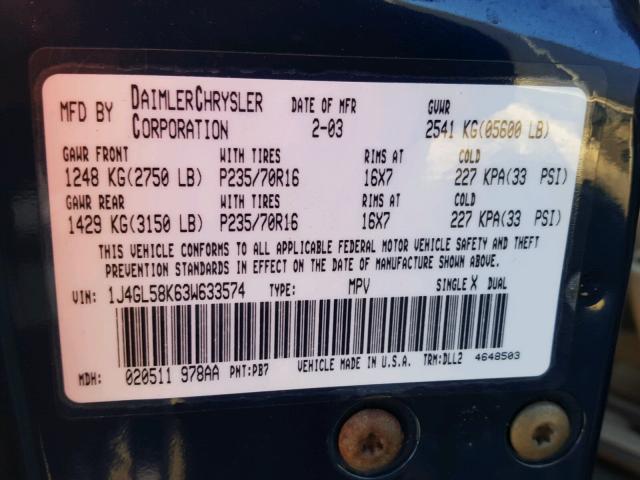 MFD BY DAIMLERCHRYSLER CORPORATION DATE OF MFR 2-03 GVWR 2541 KG(05600 LB)
GAWR FRONT WITH TIRES RIMS AT COLD
1248 KG(2750 LB) P235/70R16 16X7 227 KPA(33 PSI)
GAWR REAR WITH TIRES RIMS AT COLD
1429 KG(3150 LB) P235/70R16 16X7 227 KPA(33 PSI)
THIS VEHICLE CONFORMS TO ALL APPLICABLE FEDERAL MOTOR VEHICLE SAFETY AND THEFT
PREVENTION STANDARDS IN EFFECT ON THE DATE OF MANUFACTURE SHOWN ABOVE.
VIN: 1J4GL58K63W633574 TYPE: MPV SINGLE X DUAL
MDH: 020511 978AA PNT:PB7 VEHICLE MADE IN U.S.A. TRM:DLL2 4648503